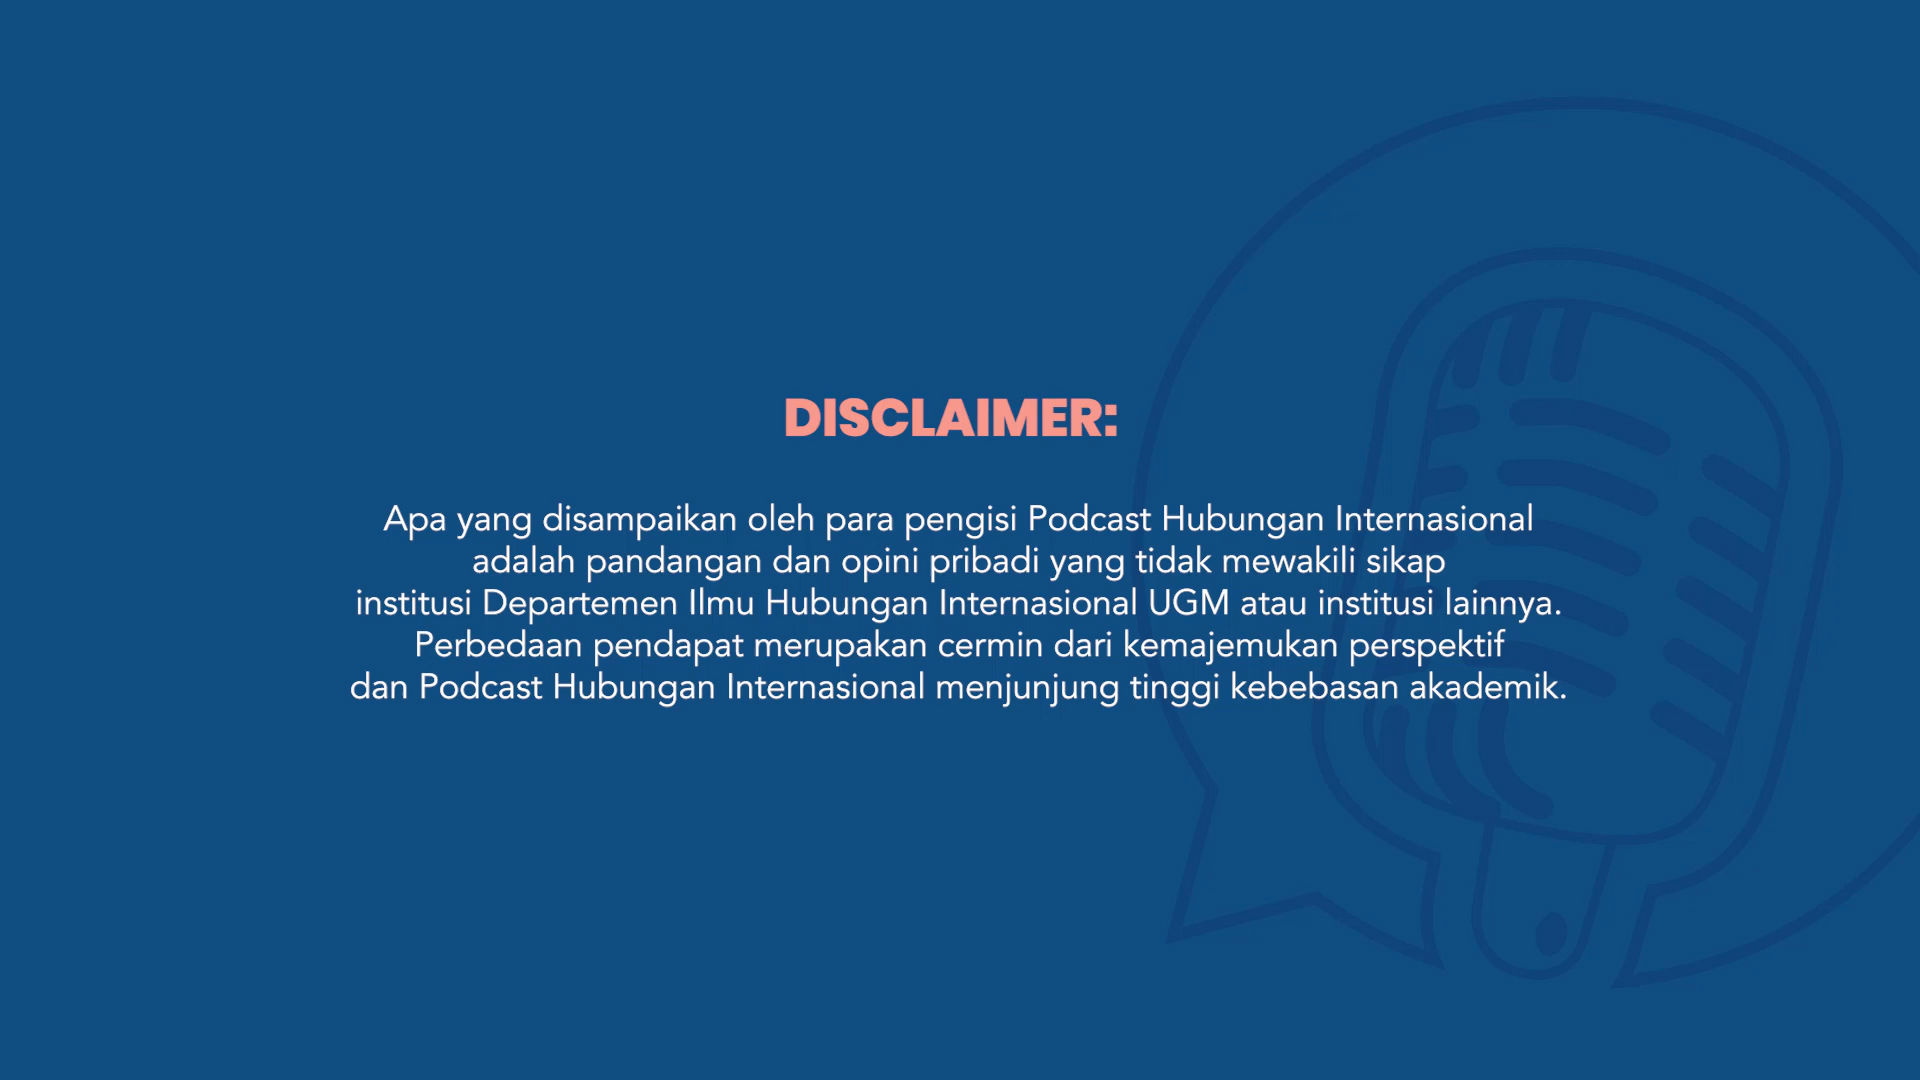 DISCLAIMER:
Apa yang disampaikan oleh para pengisi Podcast Hubungan Internasional
adalah pandangan dan opini pribadi yang tidak mewakili sikap
institusi Departemen Ilmu Hubungan Internasional UGM atau institusi lainnya.
Perbedaan pendapat merupakan cermin dari kemajemukan perspektif
dan Podcast Hubungan Internasional menjunjung tinggi kebebasan akademik.